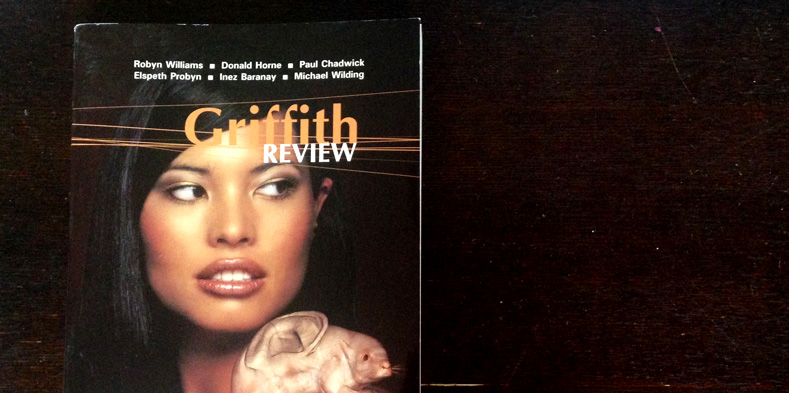 Robyn Williams ■ Donald Horne ■ Paul Chadwick
Elspeth Probyn ■ Inez Baranay ■ Michael Wilding
Griffith
REVIEW